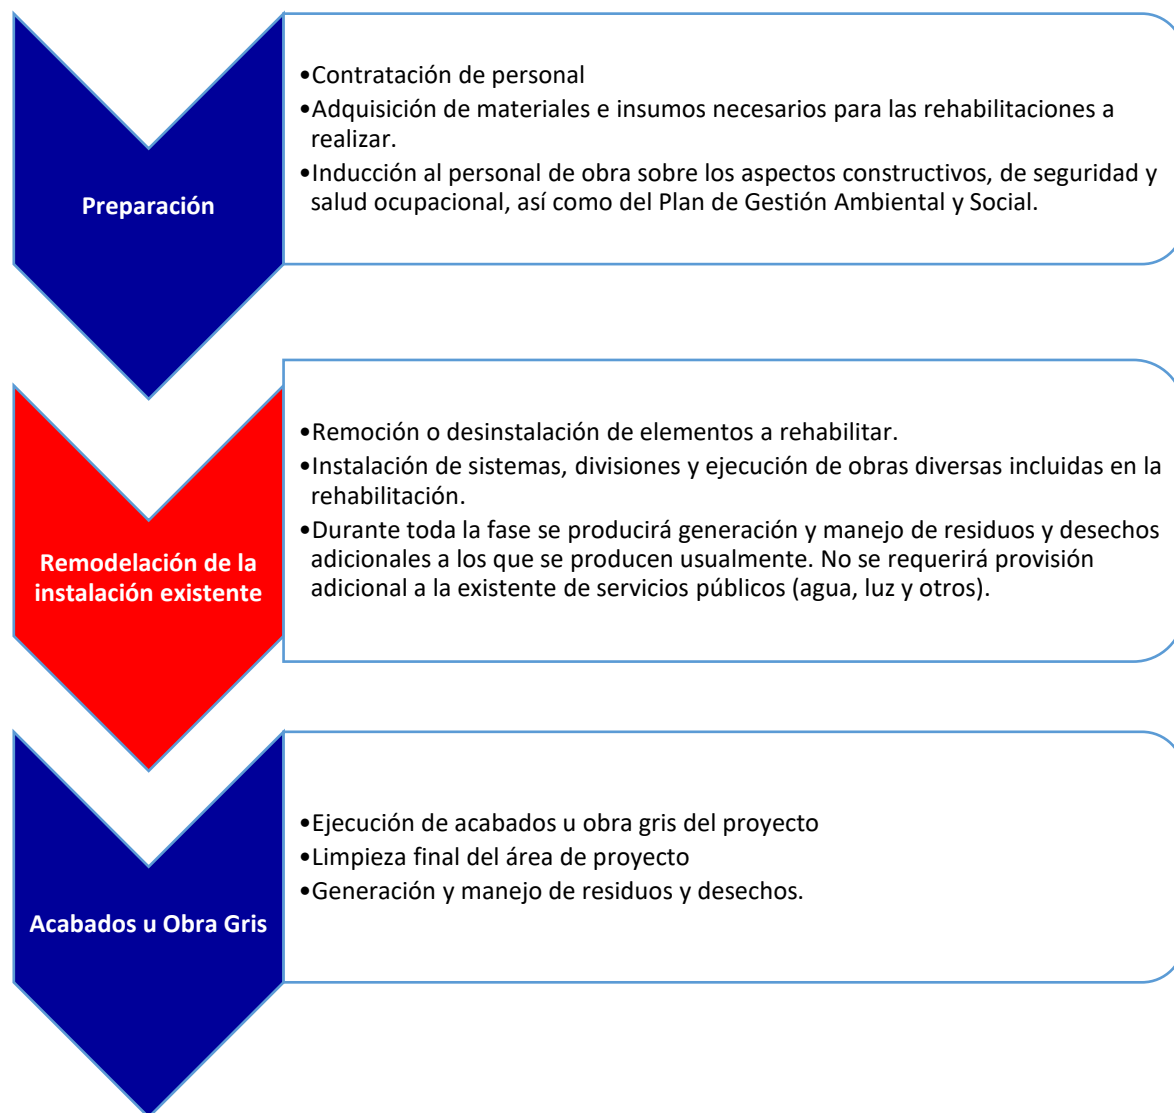 Preparación
•Contratación de personal
•Adquisición de materiales e insumos necesarios para las rehabilitaciones a
realizar.
•Inducción al personal de obra sobre los aspectos constructivos, de seguridad y
salud ocupacional, así como del Plan de Gestión Ambiental y Social.
Remodelación de la
instalación existente
•Remoción o desinstalación de elementos a rehabilitar.
•Instalación de sistemas, divisiones y ejecución de obras diversas incluidas en la
rehabilitación.
•Durante toda la fase se producirá generación y manejo de residuos y desechos
adicionales a los que se producen usualmente. No se requerirá provisión
adicional a la existente de servicios públicos (agua, luz y otros).
Acabados u Obra Gris
•Ejecución de acabados u obra gris del proyecto
•Limpieza final del área de proyecto
•Generación y manejo de residuos y desechos.